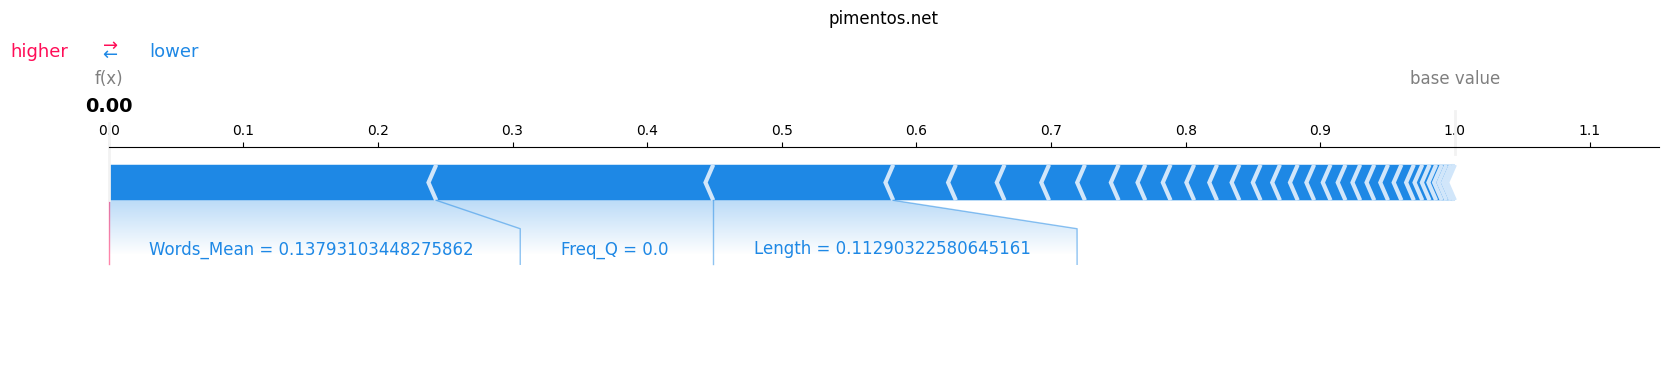 pimentos.net
higher ⇄ lower
f(x)
base value
0.00
0.0 0.1 0.2 0.3 0.4 0.5 0.6 0.7 0.8 0.9 1.0 1.1
Words_Mean = 0.13793103448275862
Freq_Q = 0.0
Length = 0.11290322580645161